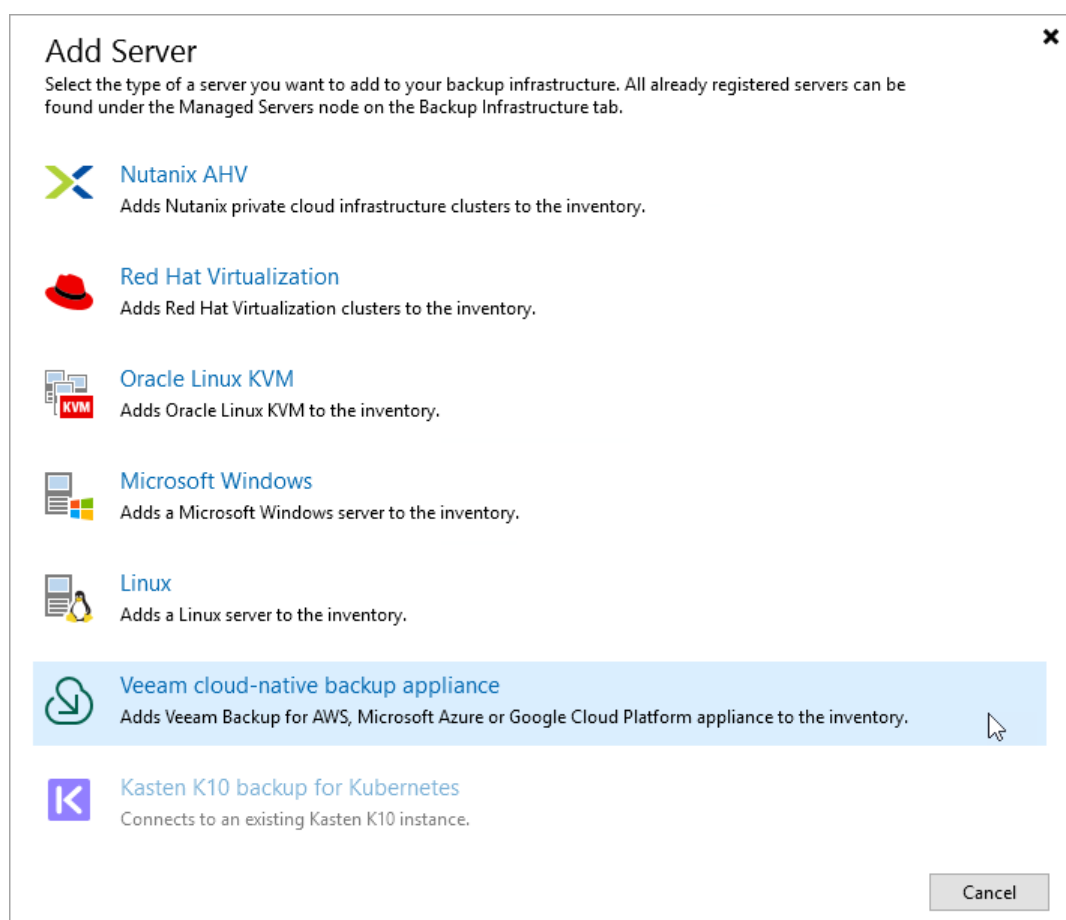 Add Server
Select the type of a server you want to add to your backup infrastructure. All already registered servers can be
found under the Managed Servers node on the Backup Infrastructure tab.
Nutanix AHV
Adds Nutanix private cloud infrastructure clusters to the inventory.
Red Hat Virtualization
Adds Red Hat Virtualization clusters to the inventory.
Oracle Linux KVM
KVM
Adds Oracle Linux KVM to the inventory.
Microsoft Windows
Adds a Microsoft Windows server to the inventory.
Linux
Adds a Linux server to the inventory.
Veeam cloud-native backup appliance
Adds Veeam Backup for AWS, Microsoft Azure or Google Cloud Platform appliance to the inventory.
Kasten K10 backup for Kubernetes
Connects to an existing Kasten K10 instance.
Cancel